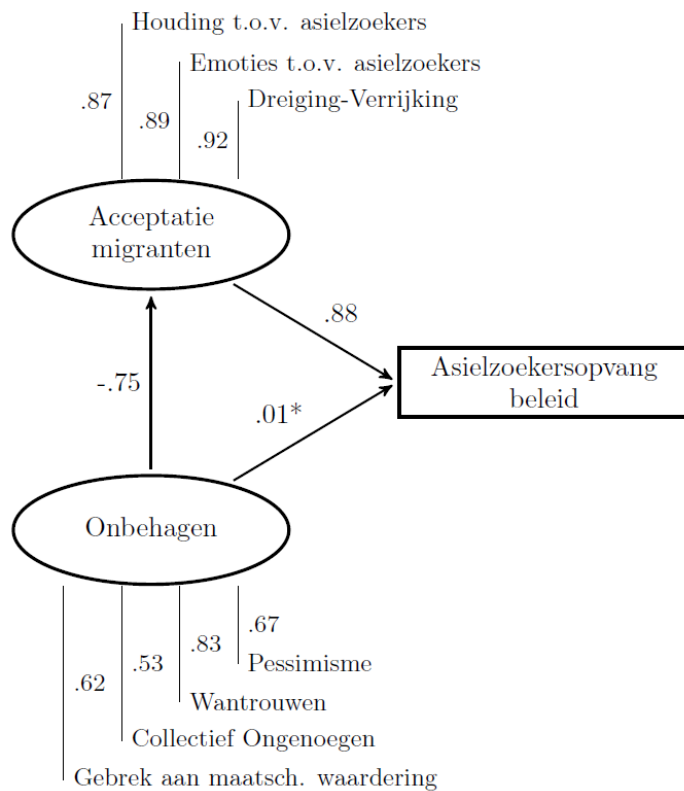 Houding t.o.v. asielzoekers
Emoties t.o.v. asielzoekers
Dreiging-Verrijking
.87
.89
.92
Acceptatie
migranten
.88
Asielzoekersopvang
beleid
-.75
.01*
Onbehagen
.67
.83
.53
.62
Pessimisme
Wantrouwen
Collectief Ongenoegen
Gebrek aan maatsch. waardering